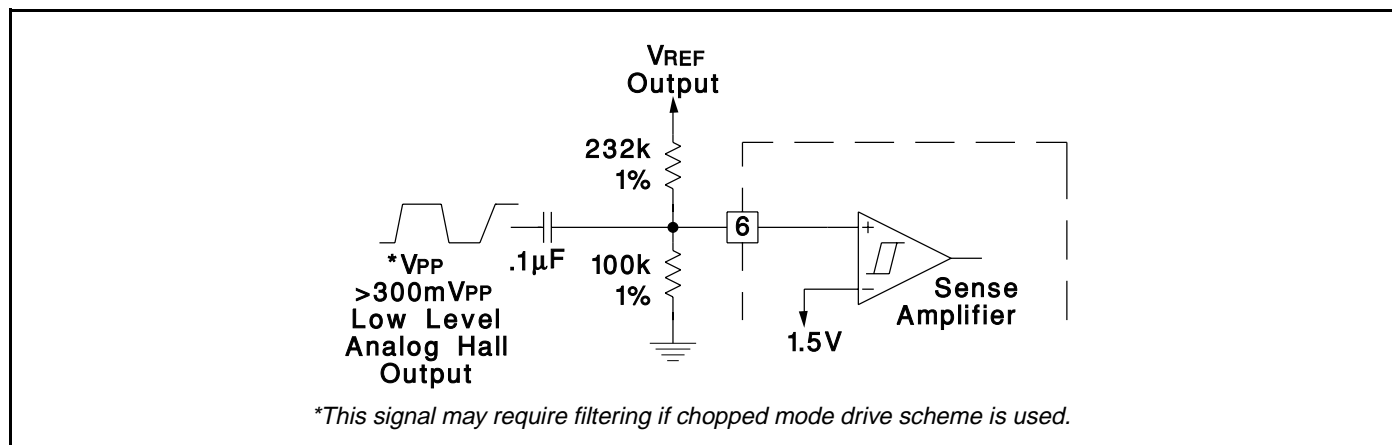 VREF
Output
232k
1%
6
*VPP
>300mVPP
Low Level
Analog Hall
Output
.1µF
100k
1%
+
−
1.5V
Sense
Amplifier
*This signal may require filtering if chopped mode drive scheme is used.